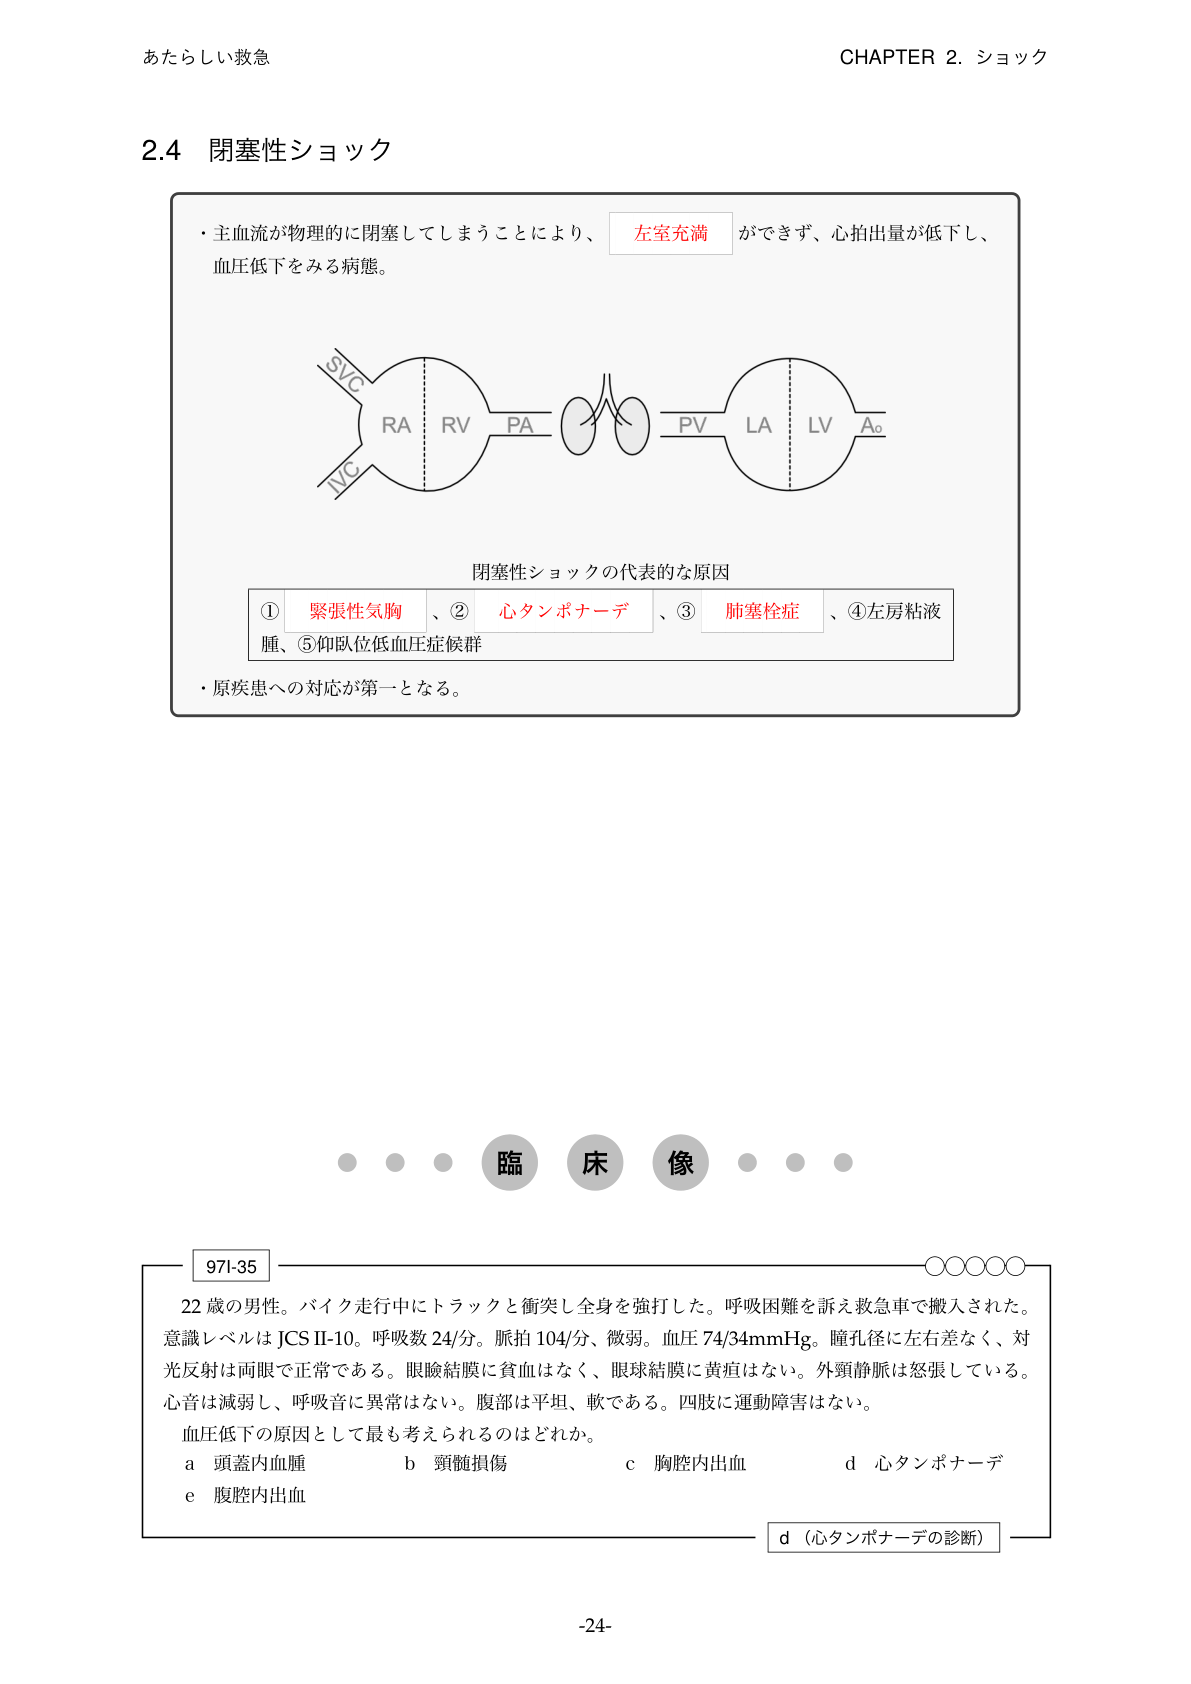 あたらしい救急
CHAPTER 2. ショック
2.4 閉塞性ショック
・主血流が物理的に閉塞してしまうことにより、 左室充満 ができず、心拍出量が低下し、
血圧低下をみる病態。
SVC
IVC
RA RV PA PV LA LV Ao
閉塞性ショックの代表的な原因
① 緊張性気胸 、② 心タンポナーデ 、③ 肺塞栓症 、④左房粘液
腫、⑤仰臥位低血圧症候群
・原疾患への対応が第一となる。
臨床像
97I-35
22 歳の男性。バイク走行中にトラックと衝突し全身を強打した。呼吸困難を訴え救急車で搬入された。
意識レベルは JCS II-10。呼吸数 24/分。脈拍 104/分、微弱。血圧 74/34mmHg。瞳孔径に左右差なく、対
光反射は両眼で正常である。眼瞼結膜に貧血はなく、眼球結膜に黄疸はない。外頸静脈は怒張している。
心音は減弱し、呼吸音に異常はない。腹部は平坦、軟である。四肢に運動障害はない。
血圧低下の原因として最も考えられるのはどれか。
a 頭蓋内血腫 b 頸髄損傷 c 胸腔内出血 d 心タンポナーデ
e 腹腔内出血
d （心タンポナーデの診断）
-24-